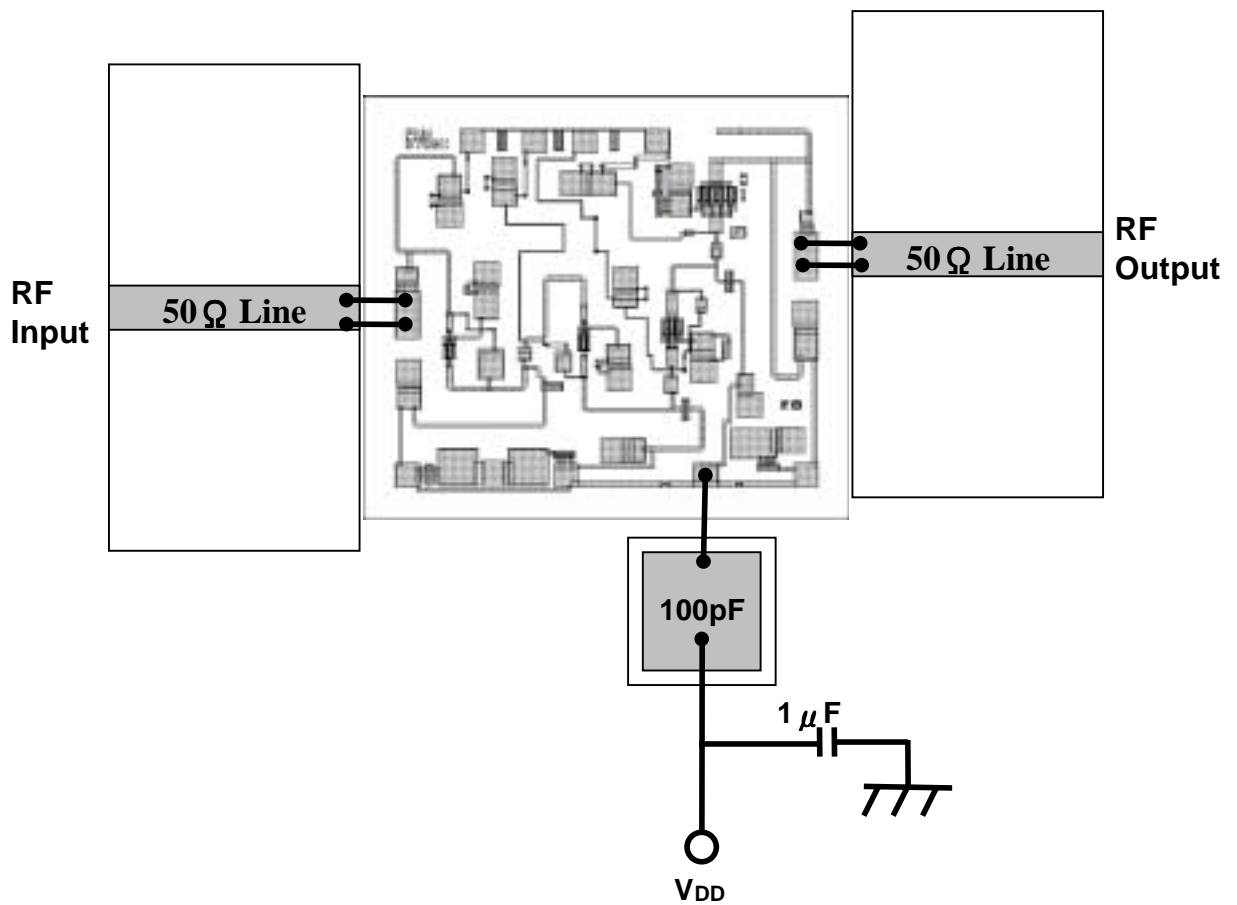 RF
Input
50Ω Line
50Ω Line
RF
Output
100pF
1μF
VDD